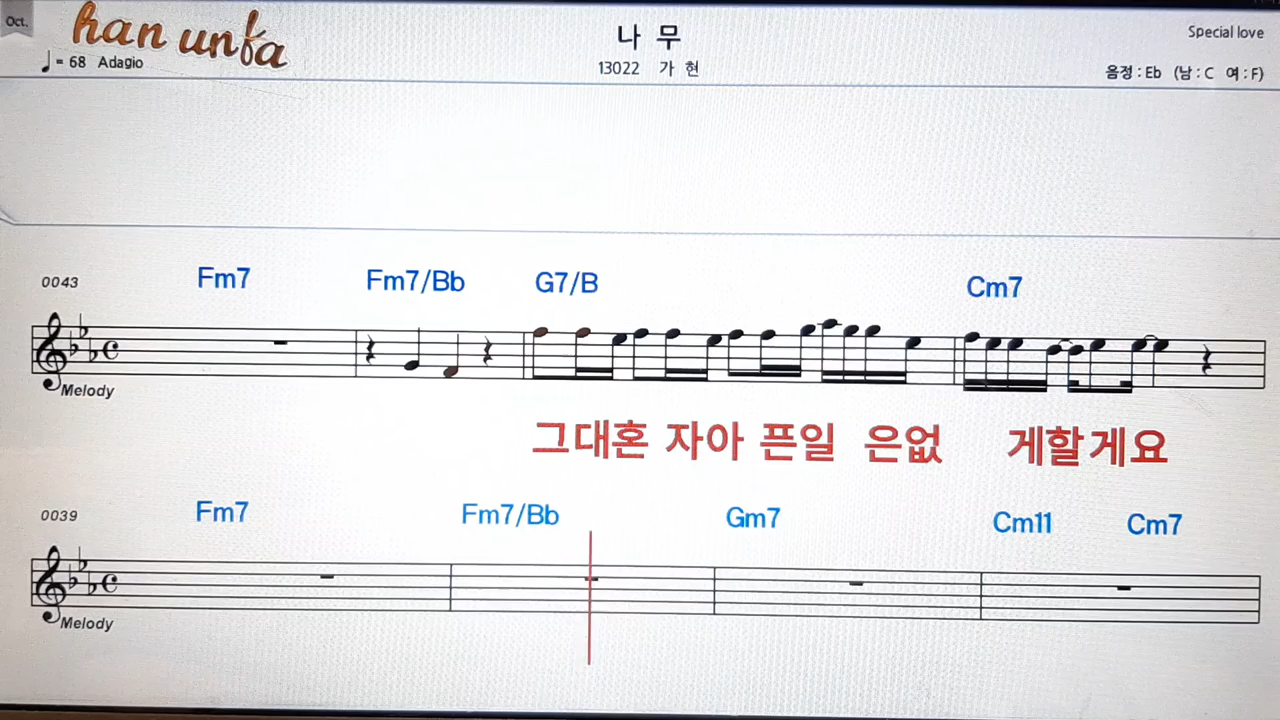 Oct.
han unfa
= 68 Adagio
나 무
13022 가 현
Special love
음정 : Eb (남 : C 여 : F)
0043 Fm7 Fm7/Bb G7/B Cm7
Melody
그대혼 자아 픈일 은없 게할게요
0039 Fm7 Fm7/Bb Gm7 Cm11 Cm7
Melody